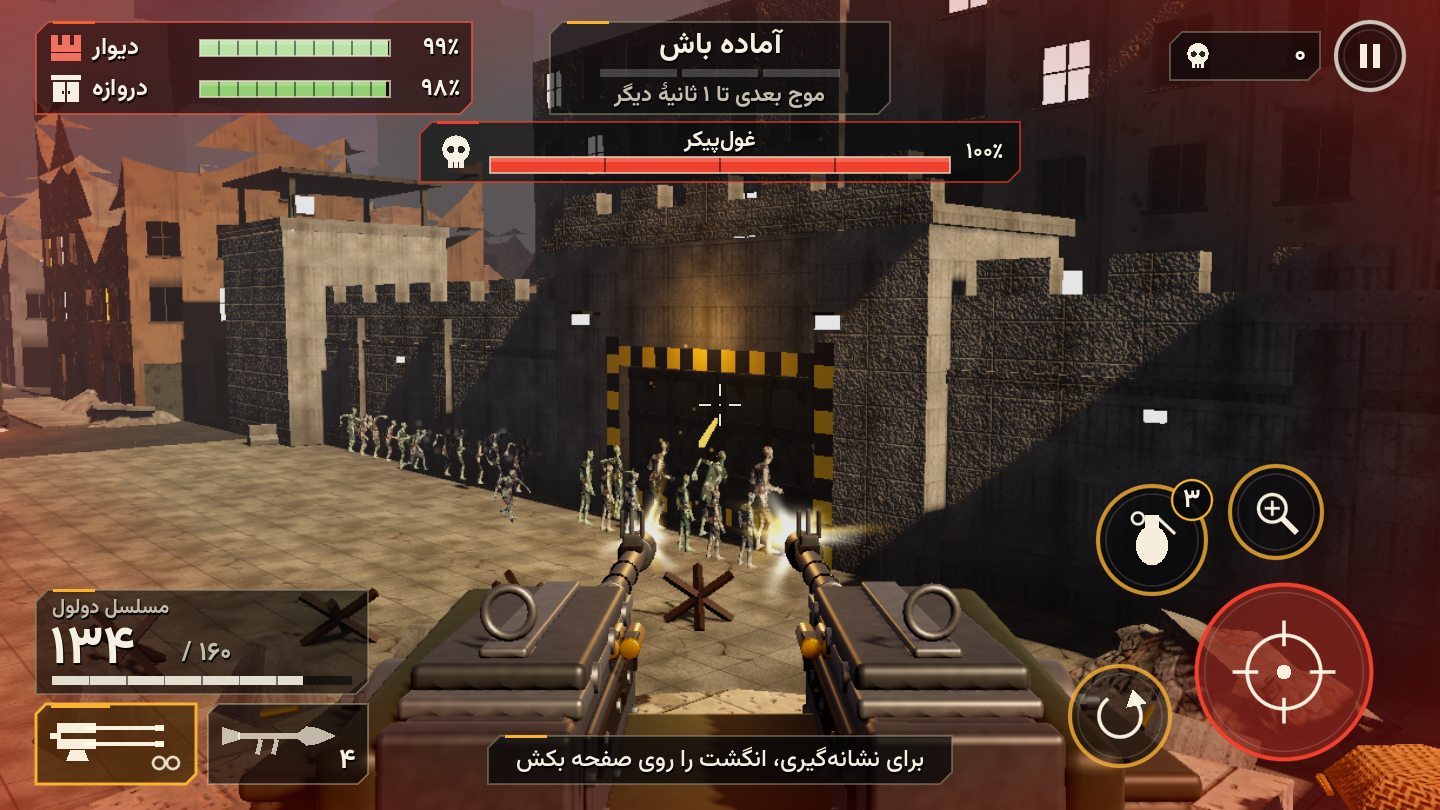 دیوار ۹۹٪
دروازه ۹۸٪
آماده باش
موج بعدی تا ۱ ثانیهٔ دیگر
۰
غول‌پیکر
۱۰۰٪
۳
مسلسل دولول
۱۳۴ / ۱۶۰
∞
۴
برای نشانه‌گیری، انگشت را روی صفحه بکش